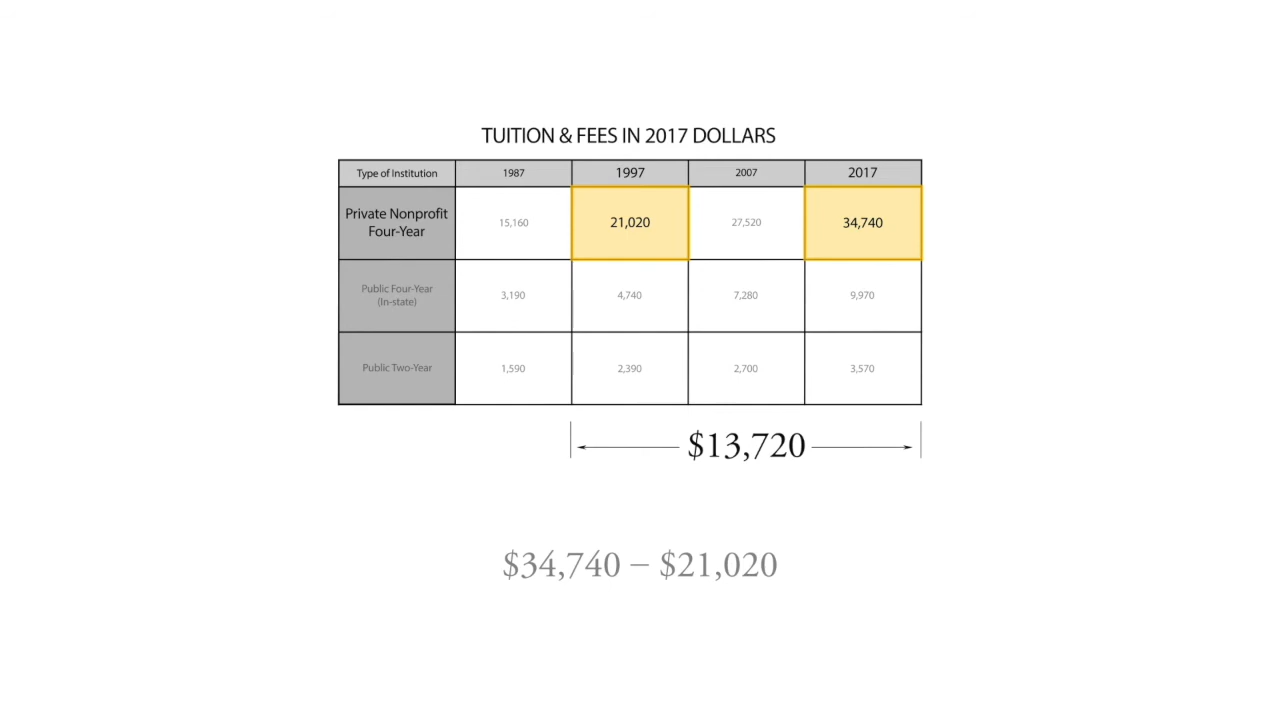 TUITION & FEES IN 2017 DOLLARS
Type of Institution 1987 1997 2007 2017
Private Nonprofit
Four-Year 15,160 21,020 27,520 34,740
Public Four-Year
(In-state) 3,190 4,740 7,280 9,970
Public Two-Year 1,590 2,390 2,700 3,570
$13,720
$34,740 – $21,020